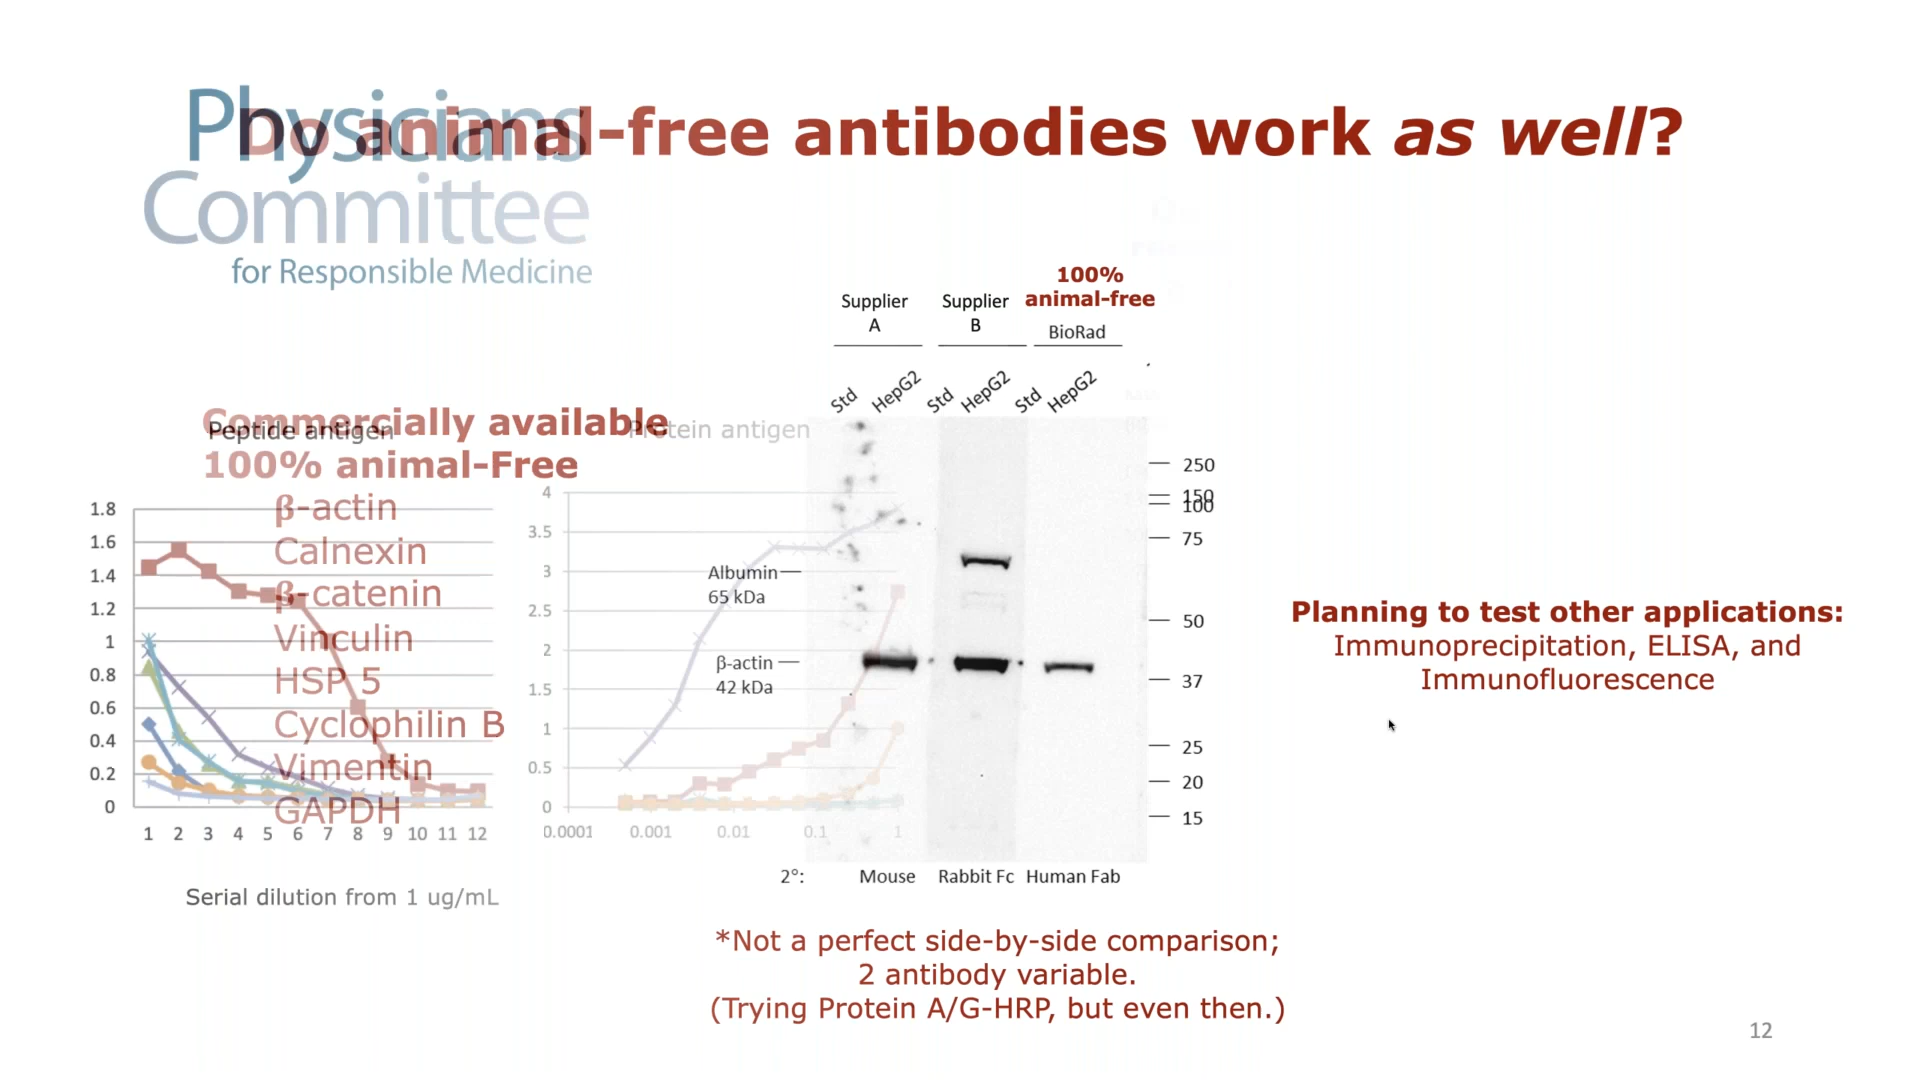 Physicians
Committee
for Responsible Medicine
Do animal-free antibodies work as well?
Commercially available
100% animal-Free
β-actin
Calnexin
β-catenin
Vinculin
HSP 5
Cyclophilin B
Vimentin
GAPDH
Peptide antigen
1.8
1.6
1.4
1.2
1
0.8
0.6
0.4
0.2
0
1 2 3 4 5 6 7 8 9 10 11 12
Serial dilution from 1 ug/mL
Protein antigen
4
3.5
3
2.5
2
1.5
1
0.5
0
0.0001 0.001 0.01 0.1 1
Supplier
A
Supplier
B
100%
animal-free
BioRad
Std HepG2 Std HepG2 Std HepG2
Albumin
65 kDa
β-actin
42 kDa
250
150
100
75
50
37
25
20
15
2°: Mouse Rabbit Fc Human Fab
*Not a perfect side-by-side comparison;
2 antibody variable.
(Trying Protein A/G-HRP, but even then.)
Planning to test other applications:
Immunoprecipitation, ELISA, and
Immunofluorescence
12